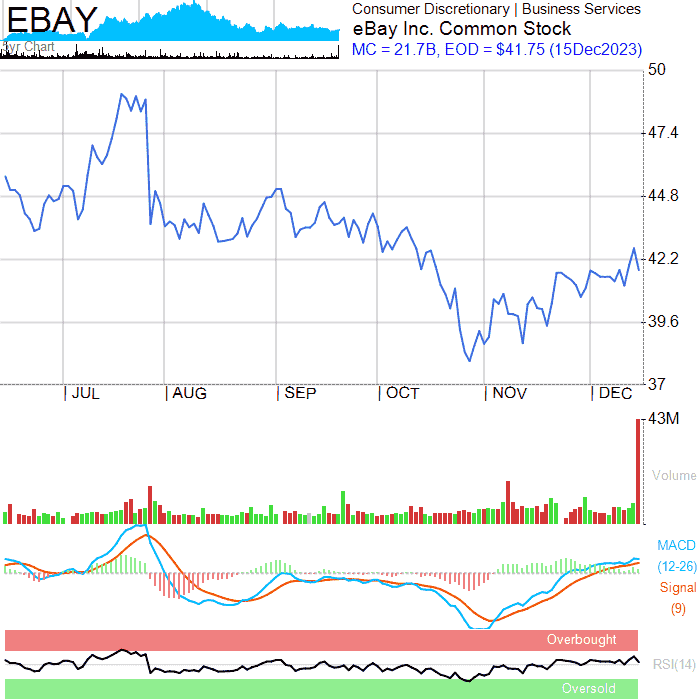 EBAY
5yr Chart
Consumer Discretionary | Business Services
eBay Inc. Common Stock
MC = 21.7B, EOD = $41.75 (15Dec2023)
50
47.4
44.8
42.2
39.6
37
JUL
AUG
SEP
OCT
NOV
DEC
43M
Volume
MACD
(12-26)
Signal
(9)
Overbought
RSI(14)
Oversold